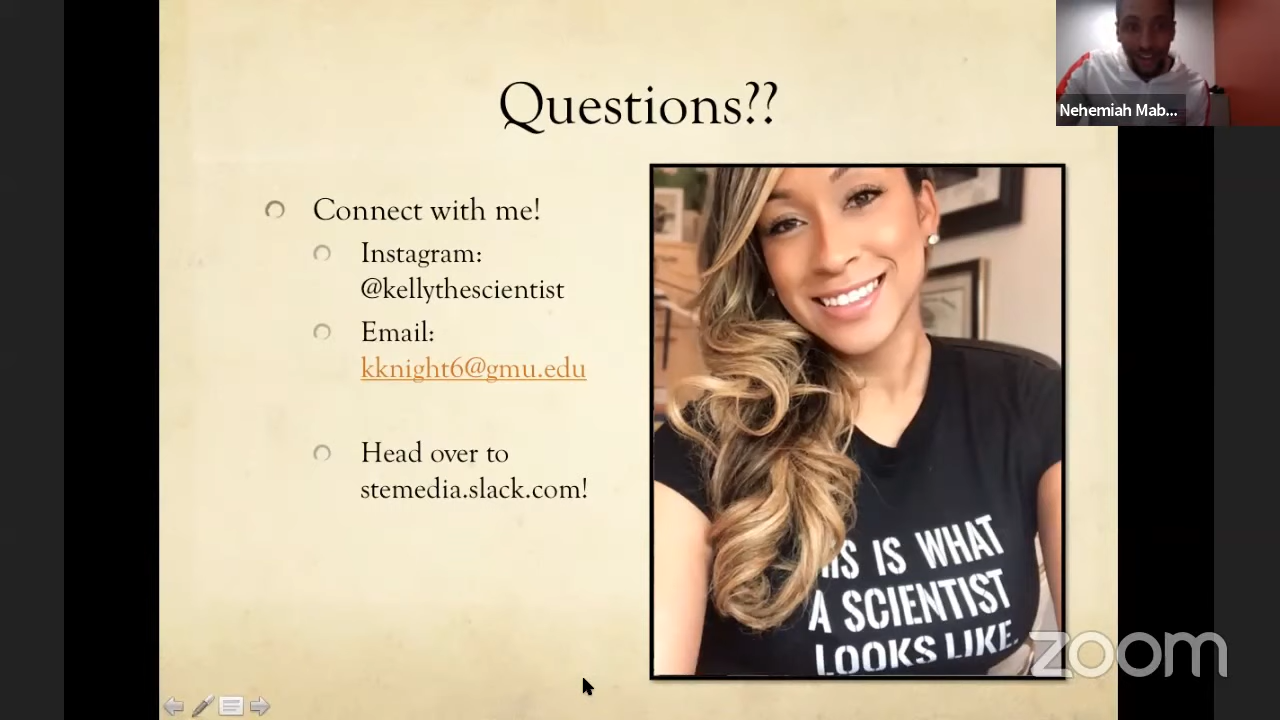 Questions??
Nehemiah Mab...
Connect with me!
Instagram:
@kellythescientist
Email:
kknight6@gmu.edu
Head over to
stemedia.slack.com!
IS IS WHAT
A SCIENTIST
LOOKS LIKE.
zoom